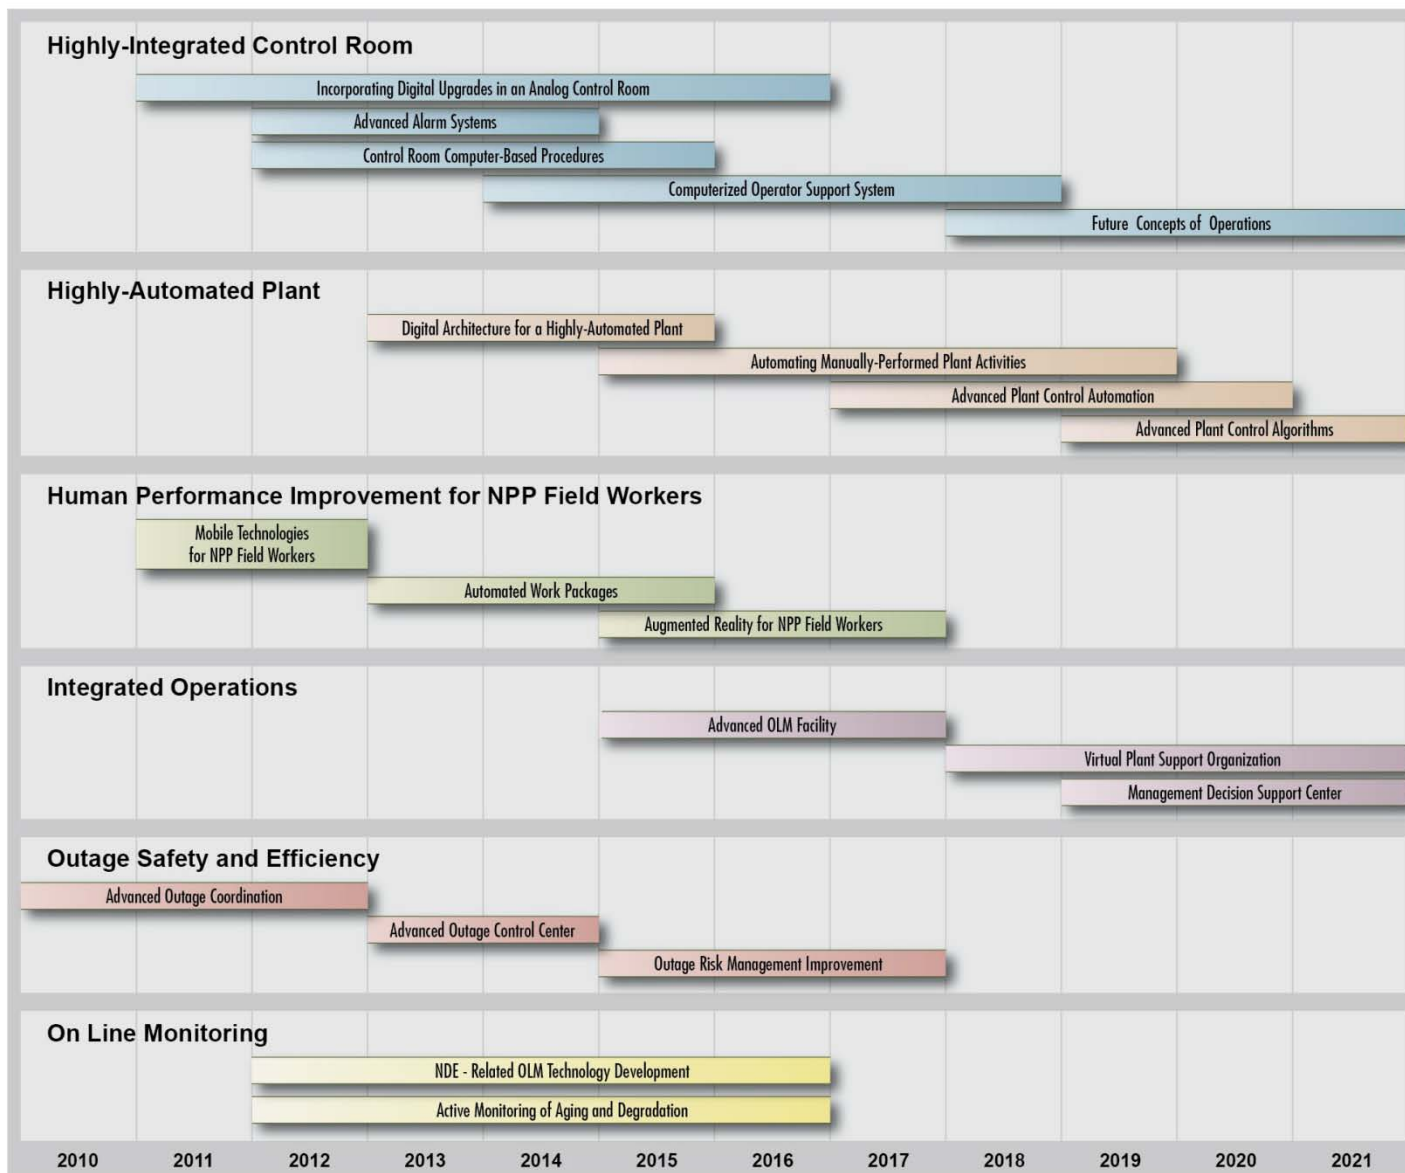 Highly-Integrated Control Room
Incorporating Digital Upgrades in an Analog Control Room
Advanced Alarm Systems
Control Room Computer-Based Procedures
Computerized Operator Support System
Future Concepts of Operations
Highly-Automated Plant
Digital Architecture for a Highly-Automated Plant
Automating Manually-Performed Plant Activities
Advanced Plant Control Automation
Advanced Plant Control Algorithms
Human Performance Improvement for NPP Field Workers
Mobile Technologies
for NPP Field Workers
Automated Work Packages
Augmented Reality for NPP Field Workers
Integrated Operations
Advanced OLM Facility
Virtual Plant Support Organization
Management Decision Support Center
Outage Safety and Efficiency
Advanced Outage Coordination
Advanced Outage Control Center
Outage Risk Management Improvement
On Line Monitoring
NDE - Related OLM Technology Development
Active Monitoring of Aging and Degradation
2010 2011 2012 2013 2014 2015 2016 2017 2018 2019 2020 2021